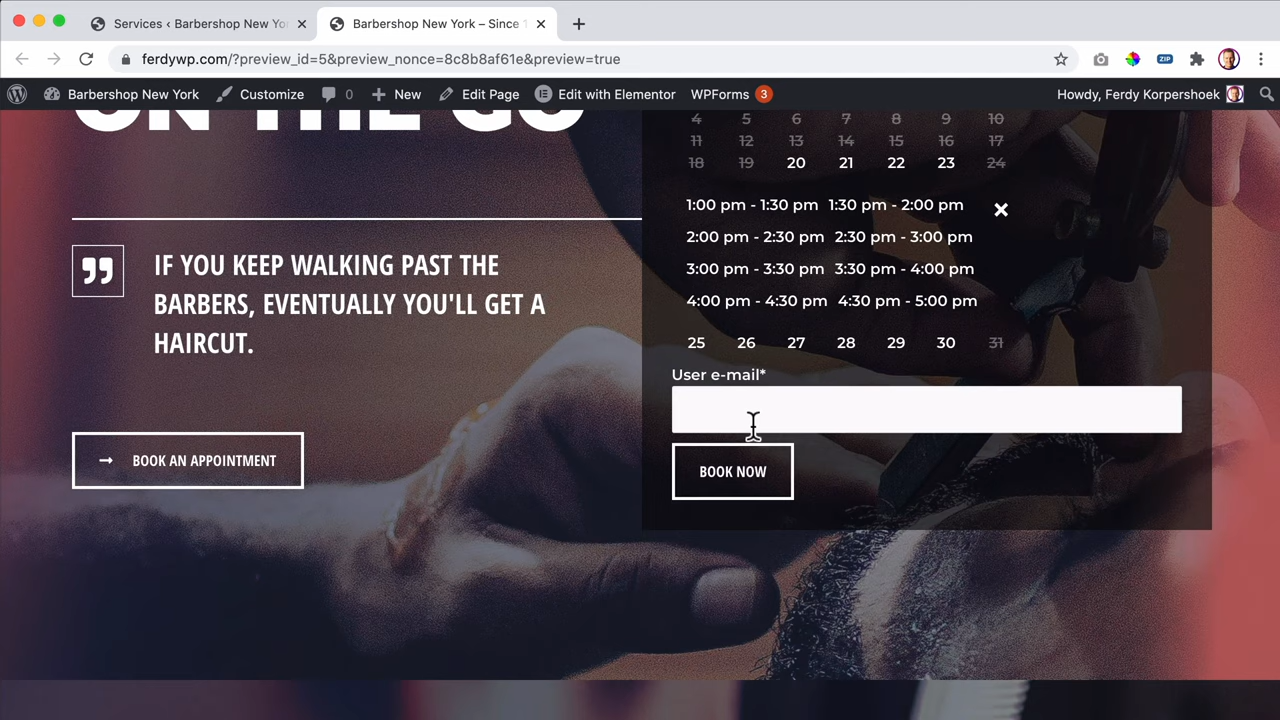 Services ‹ Barbershop New Yo
Barbershop New York – Since 1
ferdywp.com/?preview_id=5&preview_nonce=8c8b8af61e&preview=true
ZIP
Barbershop New York
Customize
0
New
Edit Page
Edit with Elementor
WPForms 3
Howdy, Ferdy Korpershoek
ON THE GO
IF YOU KEEP WALKING PAST THE
BARBERS, EVENTUALLY YOU'LL GET A
HAIRCUT.
→ BOOK AN APPOINTMENT
4 5 6 7 8 9 10
11 12 13 14 15 16 17
18 19 20 21 22 23 24
1:00 pm - 1:30 pm 1:30 pm - 2:00 pm
2:00 pm - 2:30 pm 2:30 pm - 3:00 pm
3:00 pm - 3:30 pm 3:30 pm - 4:00 pm
4:00 pm - 4:30 pm 4:30 pm - 5:00 pm
25 26 27 28 29 30 31
User e-mail*
BOOK NOW